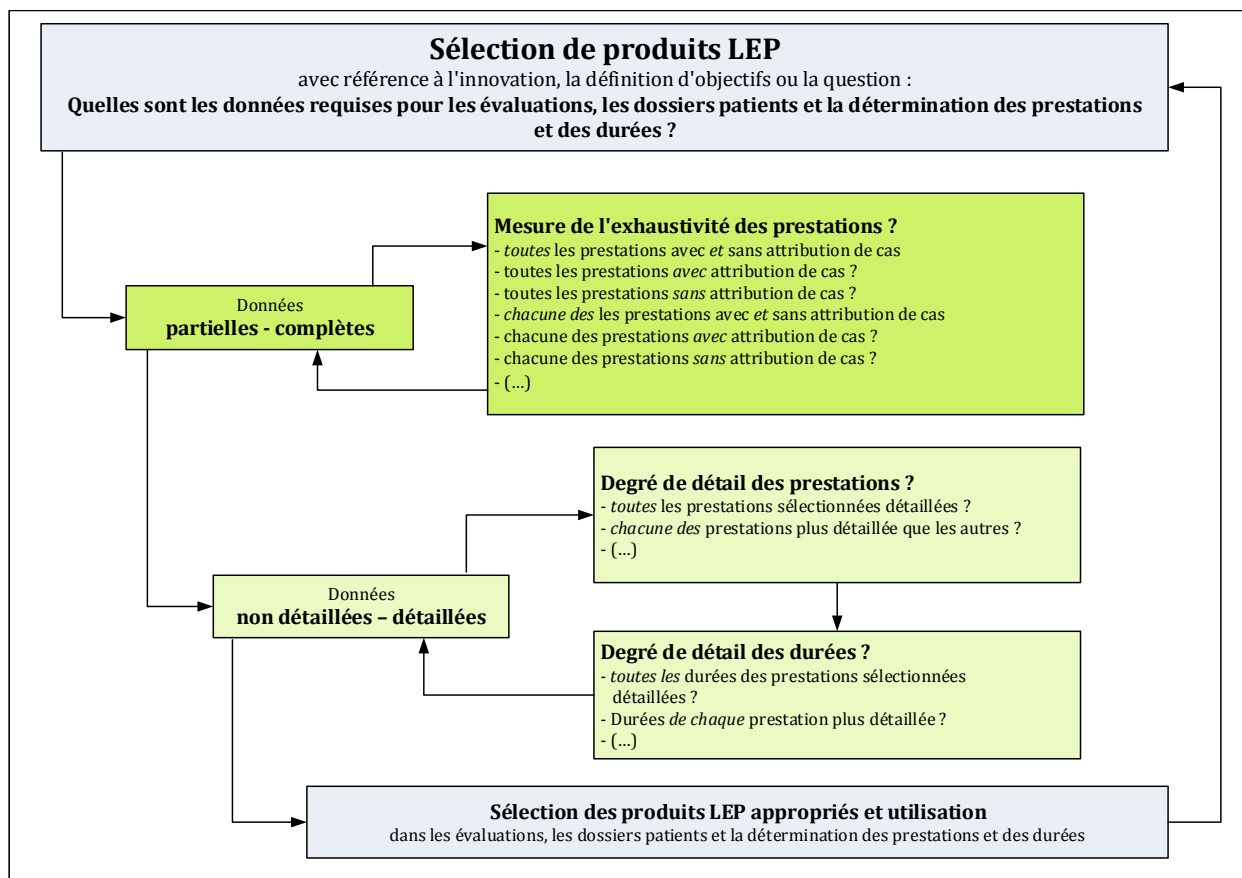 Sélection de produits LEP
avec référence à l'innovation, la définition d'objectifs ou la question :
Quelles sont les données requises pour les évaluations, les dossiers patients et la détermination des prestations
et des durées ?
Mesure de l'exhaustivité des prestations ?
- toutes les prestations avec et sans attribution de cas
- toutes les prestations avec attribution de cas ?
- toutes les prestations sans attribution de cas ?
- chacune des les prestations avec et sans attribution de cas
- chacune des prestations avec attribution de cas ?
- chacune des prestations sans attribution de cas ?
- (...)
Données
partielles - complètes
Degré de détail des prestations ?
- toutes les prestations sélectionnées détaillées ?
- chacune des prestations plus détaillée que les autres ?
- (...)
Données
non détaillées – détaillées
Degré de détail des durées ?
- toutes les durées des prestations sélectionnées
détaillées ?
- Durées de chaque prestation plus détaillée ?
- (...)
Sélection des produits LEP appropriés et utilisation
dans les évaluations, les dossiers patients et la détermination des prestations et des durées